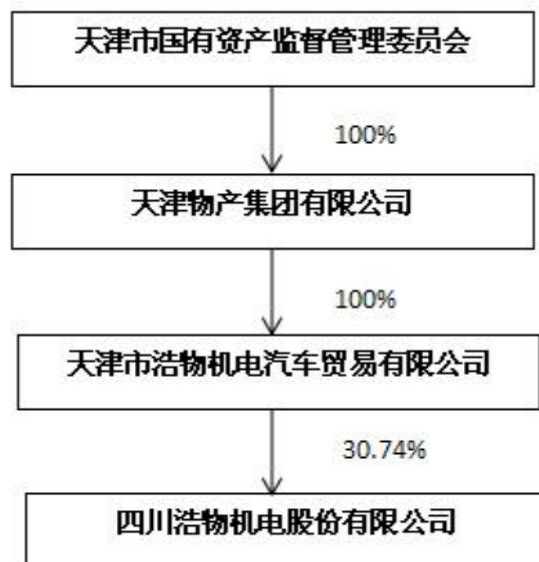 天津市国有资产监督管理委员会
100%
天津物产集团有限公司
100%
天津市浩物机电汽车贸易有限公司
30.74%
四川浩物机电股份有限公司